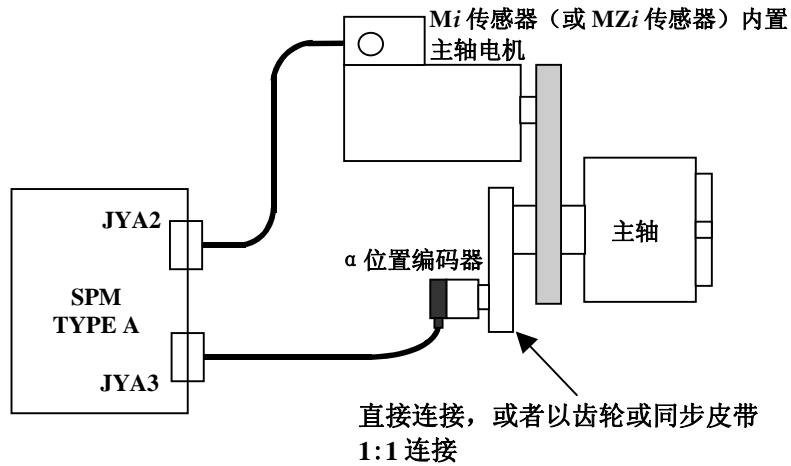 Mi 传感器（或 MZi 传感器）内置
主轴电机
JYA2
SPM
TYPE A
JYA3
α位置编码器
主轴
直接连接，或者以齿轮或同步皮带
1:1 连接